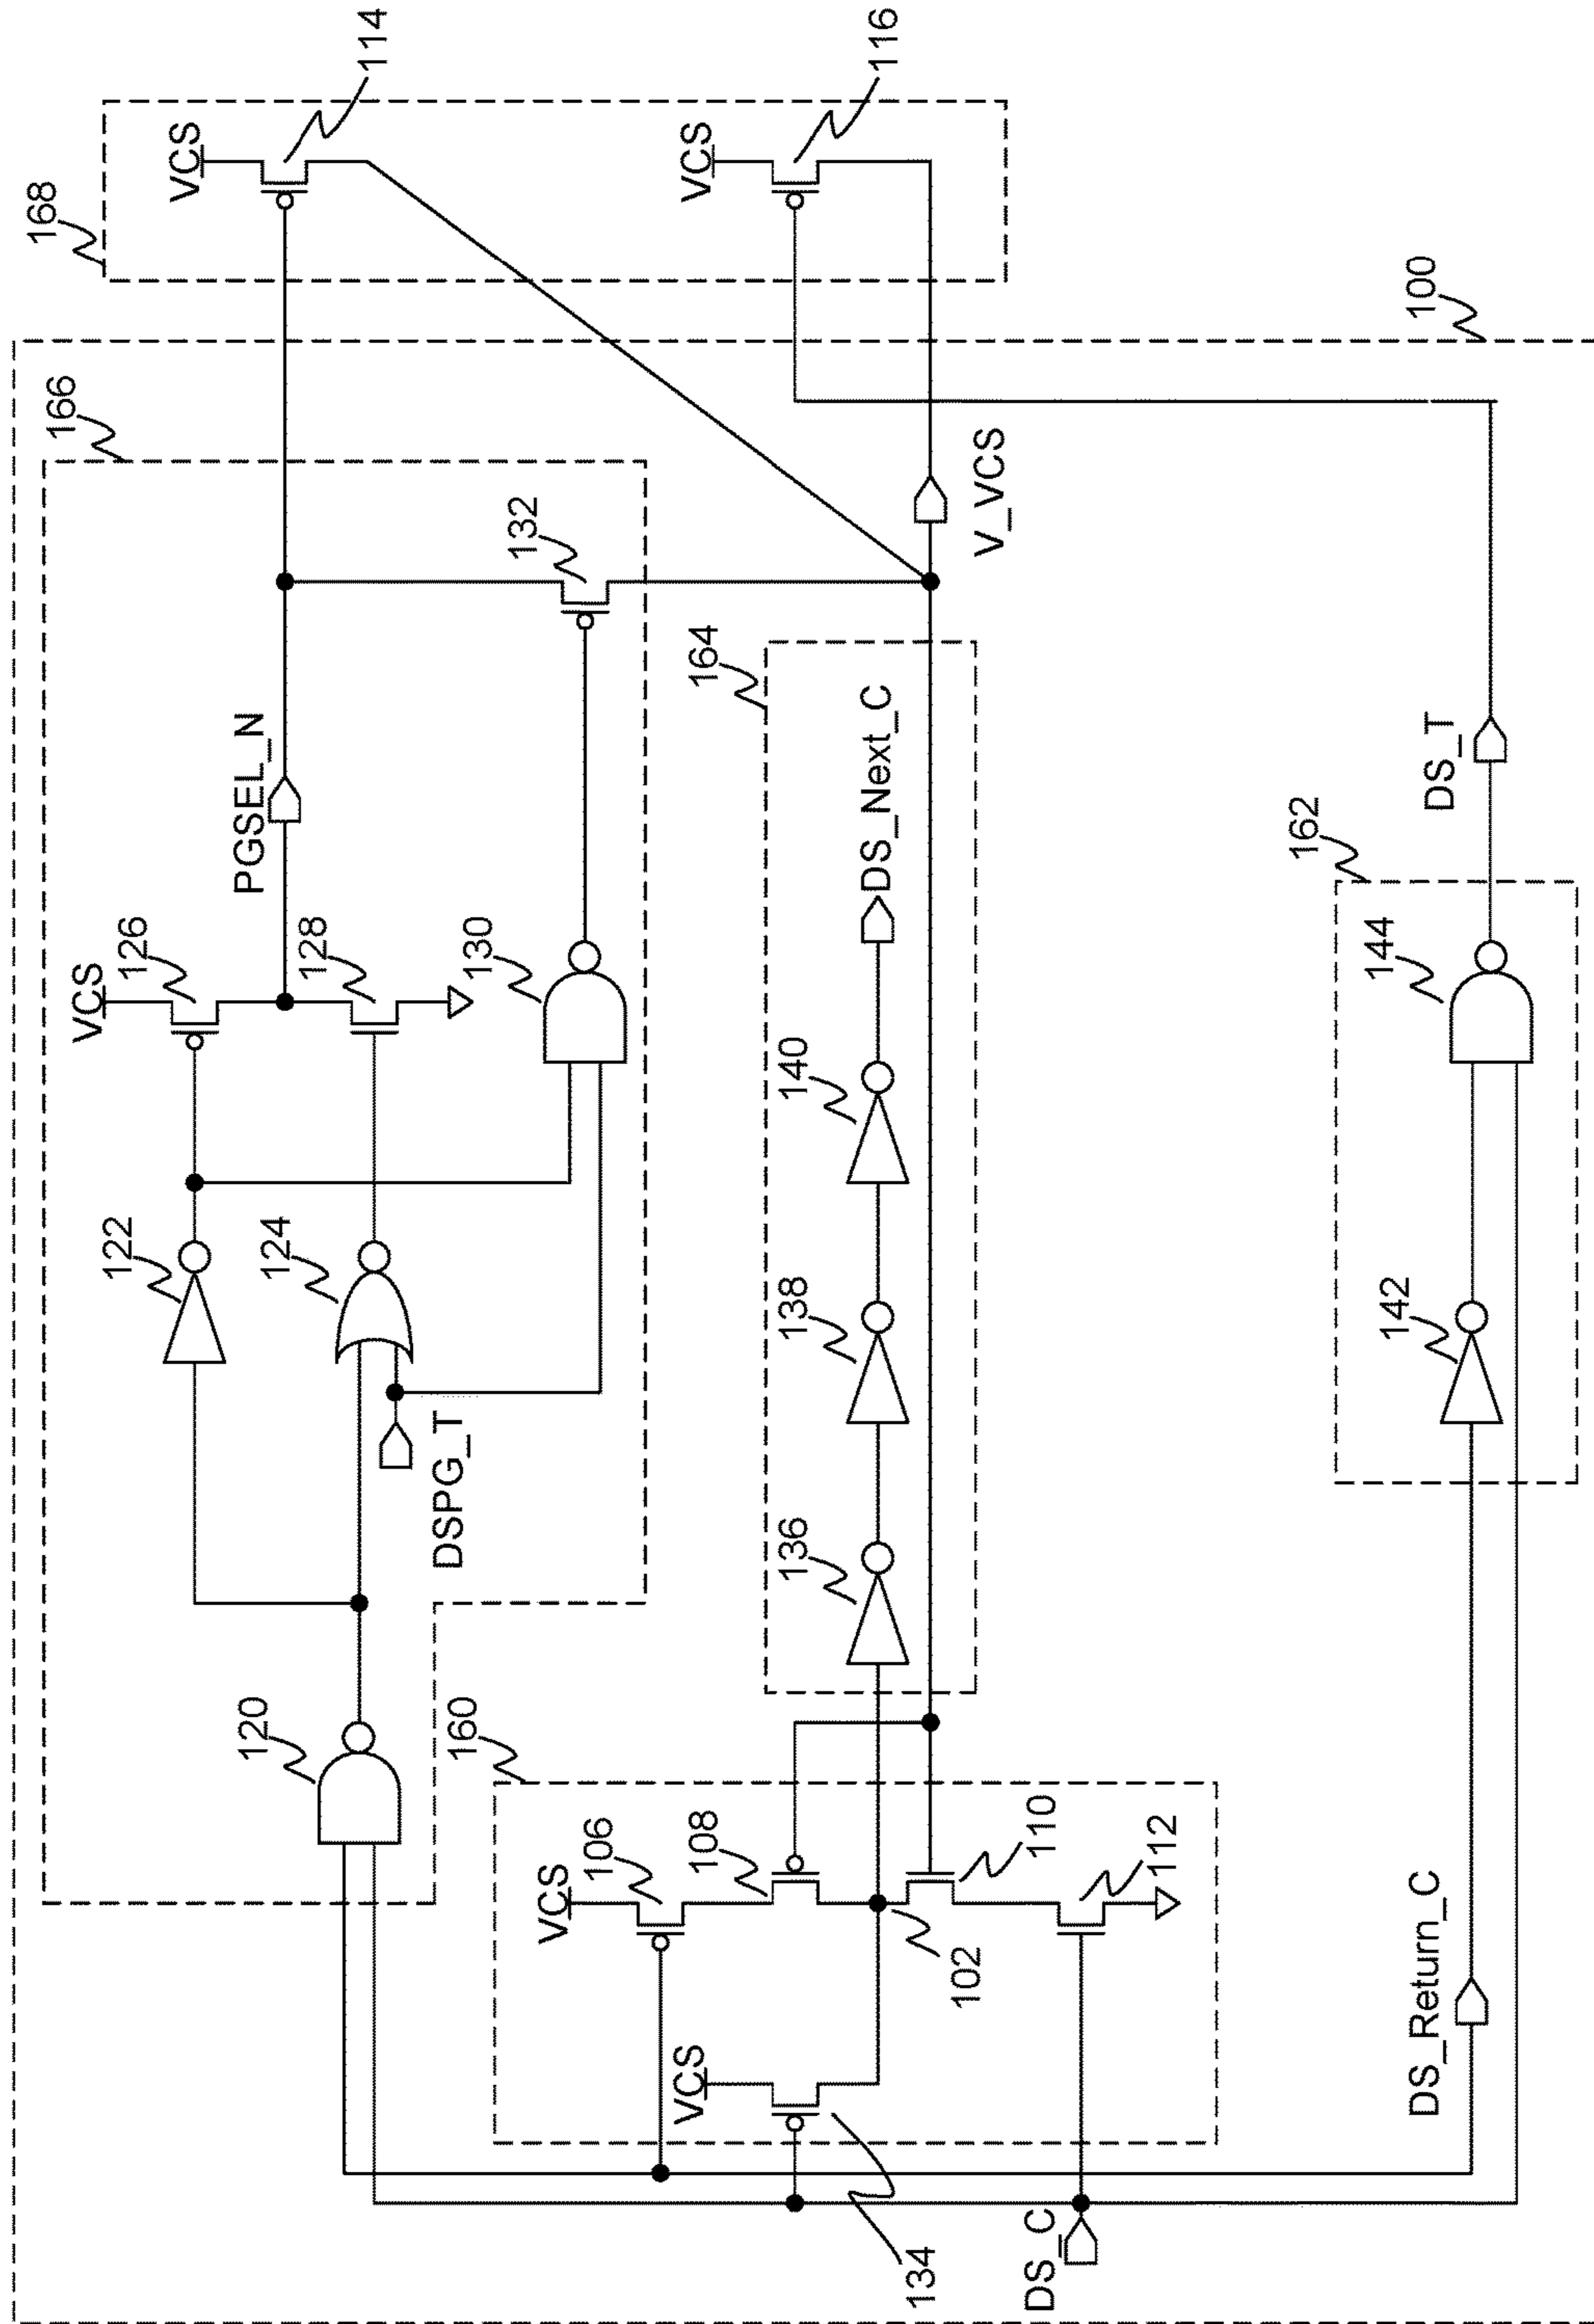 168
VCS
114
VCS
116
100
166
132
PGSEL_N
VCS
126
128
130
122
124
DSPG_T
120
164
DS_Next_C
140
138
136
V_VCS
160
VCS
106
108
110
112
102
VCS
134
DS_C
DS_Return_C
162
DS_T
144
142